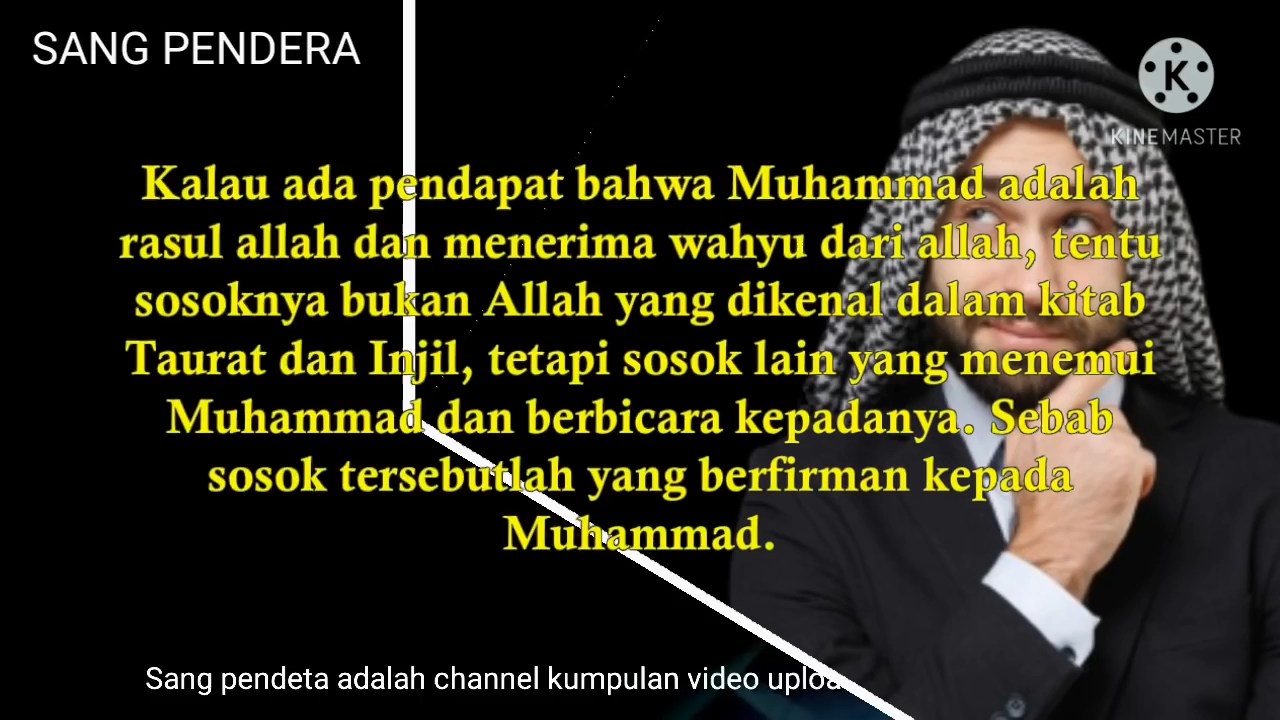 SANG PENDERA
K
KINEMASTER
Kalau ada pendapat bahwa Muhammad adalah
rasul allah dan menerima wahyu dari allah, tentu
sosoknya bukan Allah yang dikenal dalam kitab
Taurat dan Injil, tetapi sosok lain yang menemui
Muhammad dan berbicara kepadanya. Sebab
sosok tersebutlah yang berfirman kepada
Muhammad.
Sang pendeta adalah channel kumpulan video uploa